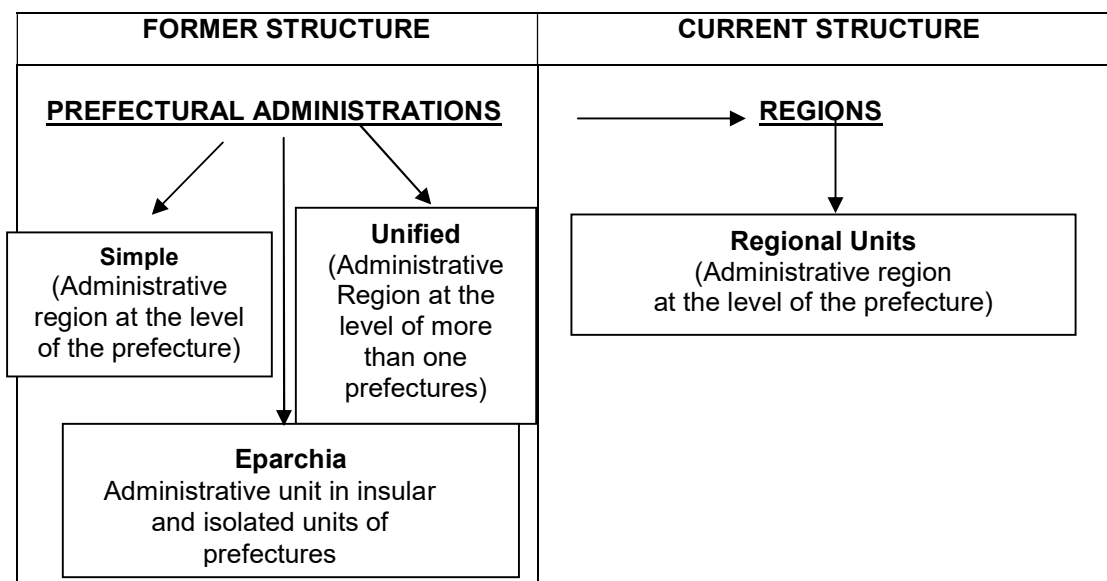 FORMER STRUCTURE
CURRENT STRUCTURE
PREFECTURAL ADMINISTRATIONS
REGIONS
Simple
(Administrative
region at the level
of the prefecture)
Unified
(Administrative
Region at the
level of more
than one
prefectures)
Eparchia
Administrative unit in insular
and isolated units of
prefectures
Regional Units
(Administrative region
at the level of the prefecture)